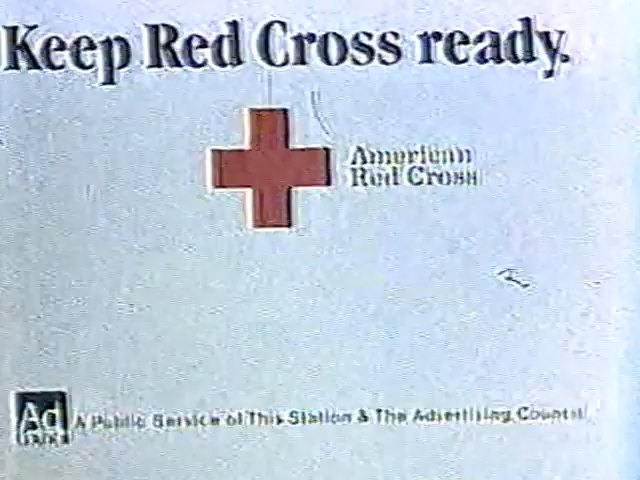 Keep Red Cross ready.
American
Red Cross
Ad
A Public Service of This Station & The Advertising Council